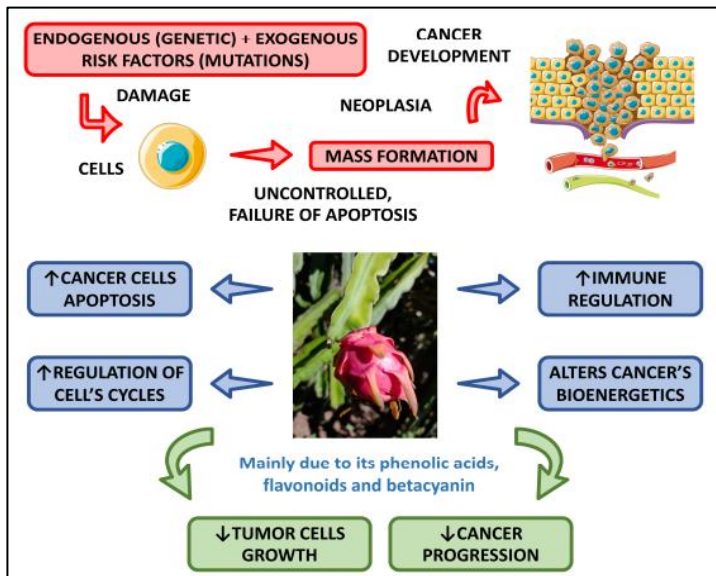 ENDOGENOUS (GENETIC) + EXOGENOUS
RISK FACTORS (MUTATIONS)
CANCER
DEVELOPMENT
DAMAGE
NEOPLASIA
CELLS
MASS FORMATION
UNCONTROLLED,
FAILURE OF APOPTOSIS
↑CANCER CELLS
APOPTOSIS
↑IMMUNE
REGULATION
↑REGULATION OF
CELL'S CYCLES
ALTERS CANCER'S
BIOENERGETICS
Mainly due to its phenolic acids,
flavonoids and betacyanin
↓TUMOR CELLS
GROWTH
↓CANCER
PROGRESSION